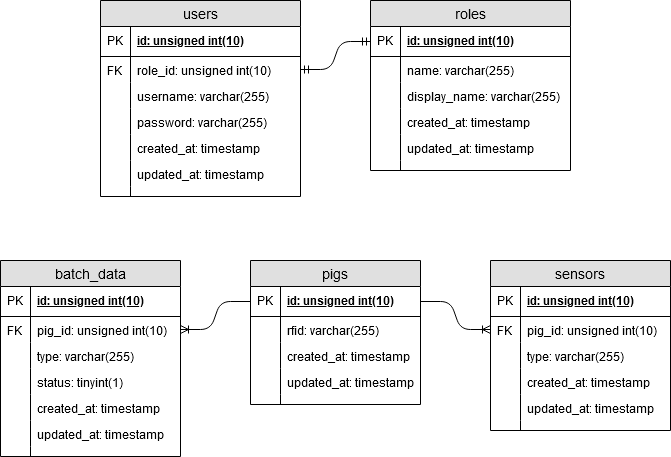 users
PK id: unsigned int(10)
FK role_id: unsigned int(10)
username: varchar(255)
password: varchar(255)
created_at: timestamp
updated_at: timestamp
roles
PK id: unsigned int(10)
name: varchar(255)
display_name: varchar(255)
created_at: timestamp
updated_at: timestamp
batch_data
PK id: unsigned int(10)
FK pig_id: unsigned int(10)
type: varchar(255)
status: tinyint(1)
created_at: timestamp
updated_at: timestamp
pigs
PK id: unsigned int(10)
rfid: varchar(255)
created_at: timestamp
updated_at: timestamp
sensors
PK id: unsigned int(10)
FK pig_id: unsigned int(10)
type: varchar(255)
created_at: timestamp
updated_at: timestamp